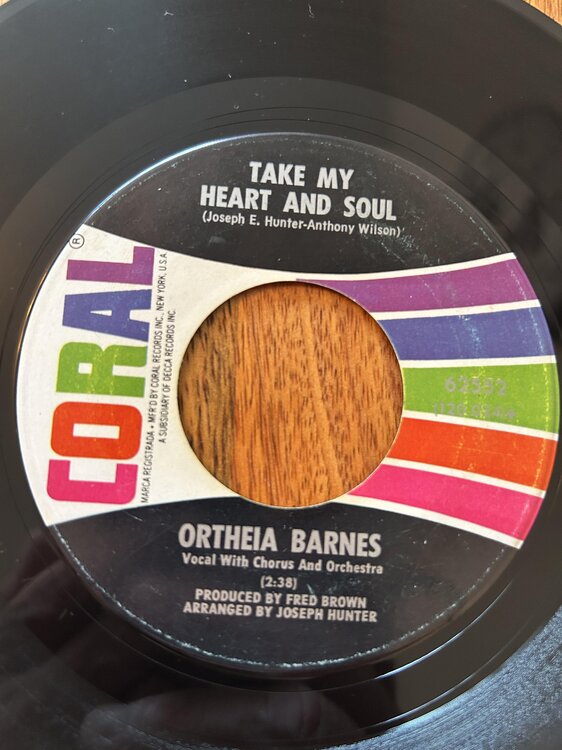 TAKE MY
HEART AND SOUL
(Joseph E. Hunter-Anthony Wilson)
CORAL
®
MARCA REGISTRADA • MFR'D BY CORAL RECORDS INC., NEW YORK, U.S.A.
A SUBSIDIARY OF DECCA RECORDS INC.
62552
ORTHEIA BARNES
Vocal With Chorus And Orchestra
(2:38)
PRODUCED BY FRED BROWN
ARRANGED BY JOSEPH HUNTER